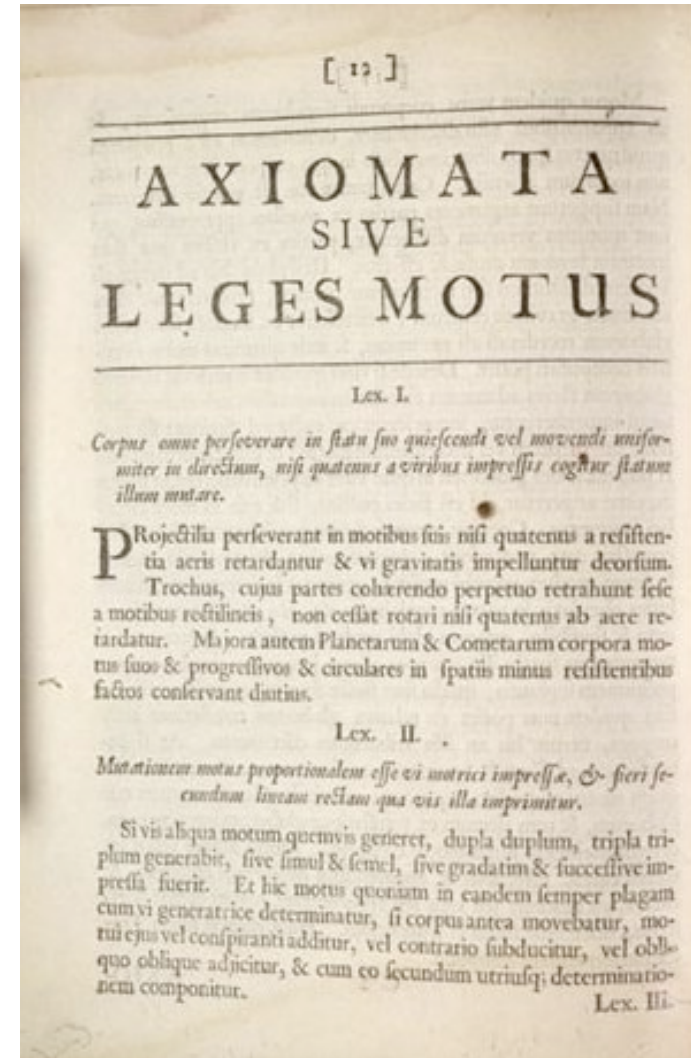 [ 12 ]
AXIOMATA
SIVE
LEGES MOTUS
Lex. I.
Corpus omne perſeverare in ſtatu ſuo quieſcendi vel movendi unifor-
miter in directum, niſi quatenus a viribus impreſſis cogitur ſtatum
illum mutare.
PRojectilia perſeverant in motibus ſuis niſi quatenus a reſiſten-
tia aeris retardantur & vi gravitatis impelluntur deorſum.
Trochus, cujus partes cohærendo perpetuo retrahunt ſeſe
a motibus rectilineis, non ceſſat rotari niſi quatenus ab aere re-
tardatur. Majora autem Planetarum & Cometarum corpora mo-
tus ſuos & progreſſivos & circulares in ſpatiis minus reſiſtentibus
factos conſervant diutius.
Lex. II.
Mutationem motus proportionalem eſſe vi motrici impreſſæ, & fieri ſe-
cundum lineam rectam qua vis illa imprimitur.
Si vis aliqua motum quemvis generet, dupla duplum, tripla tri-
plum generabit, ſive ſimul & ſemel, ſive gradatim & ſucceſſive im-
preſſa fuerit. Et hic motus quoniam in eandem ſemper plagam
cum vi generatrice determinatur, ſi corpus antea movebatur, mo-
tui ejus vel conſpiranti additur, vel contrario ſubducitur, vel obli-
quo oblique adjicitur, & cum eo ſecundum utriuſq; determinatio-
nem componitur.
Lex. III.